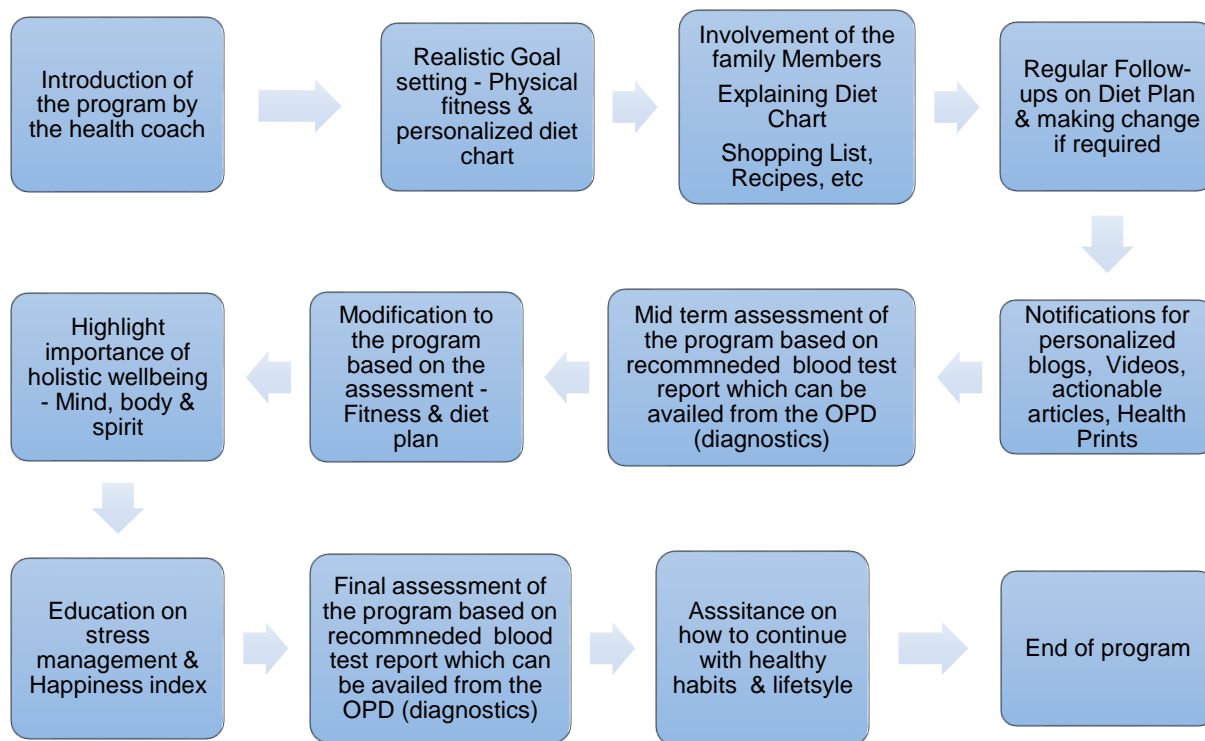 Introduction of
the program by
the health coach
Realistic Goal
setting - Physical
fitness &
personalized diet
chart
Involvement of the
family Members
Explaining Diet
Chart
Shopping List,
Recipes, etc
Regular Follow-
ups on Diet Plan
& making change
if required
Notifications for
personalized
blogs,  Videos,
actionable
articles, Health
Prints
Mid term assessment of
the program based on
recommneded  blood test
report which can be
availed from the OPD
(diagnostics)
Modification to
the program
based on the
assessment -
Fitness & diet
plan
Highlight
importance of
holistic wellbeing
- Mind, body &
spirit
Education on
stress
management &
Happiness index
Final assessment of
the program based on
recommneded  blood
test report which can
be availed from the
OPD (diagnostics)
Asssitance on
how to continue
with healthy
habits  & lifetsyle
End of program